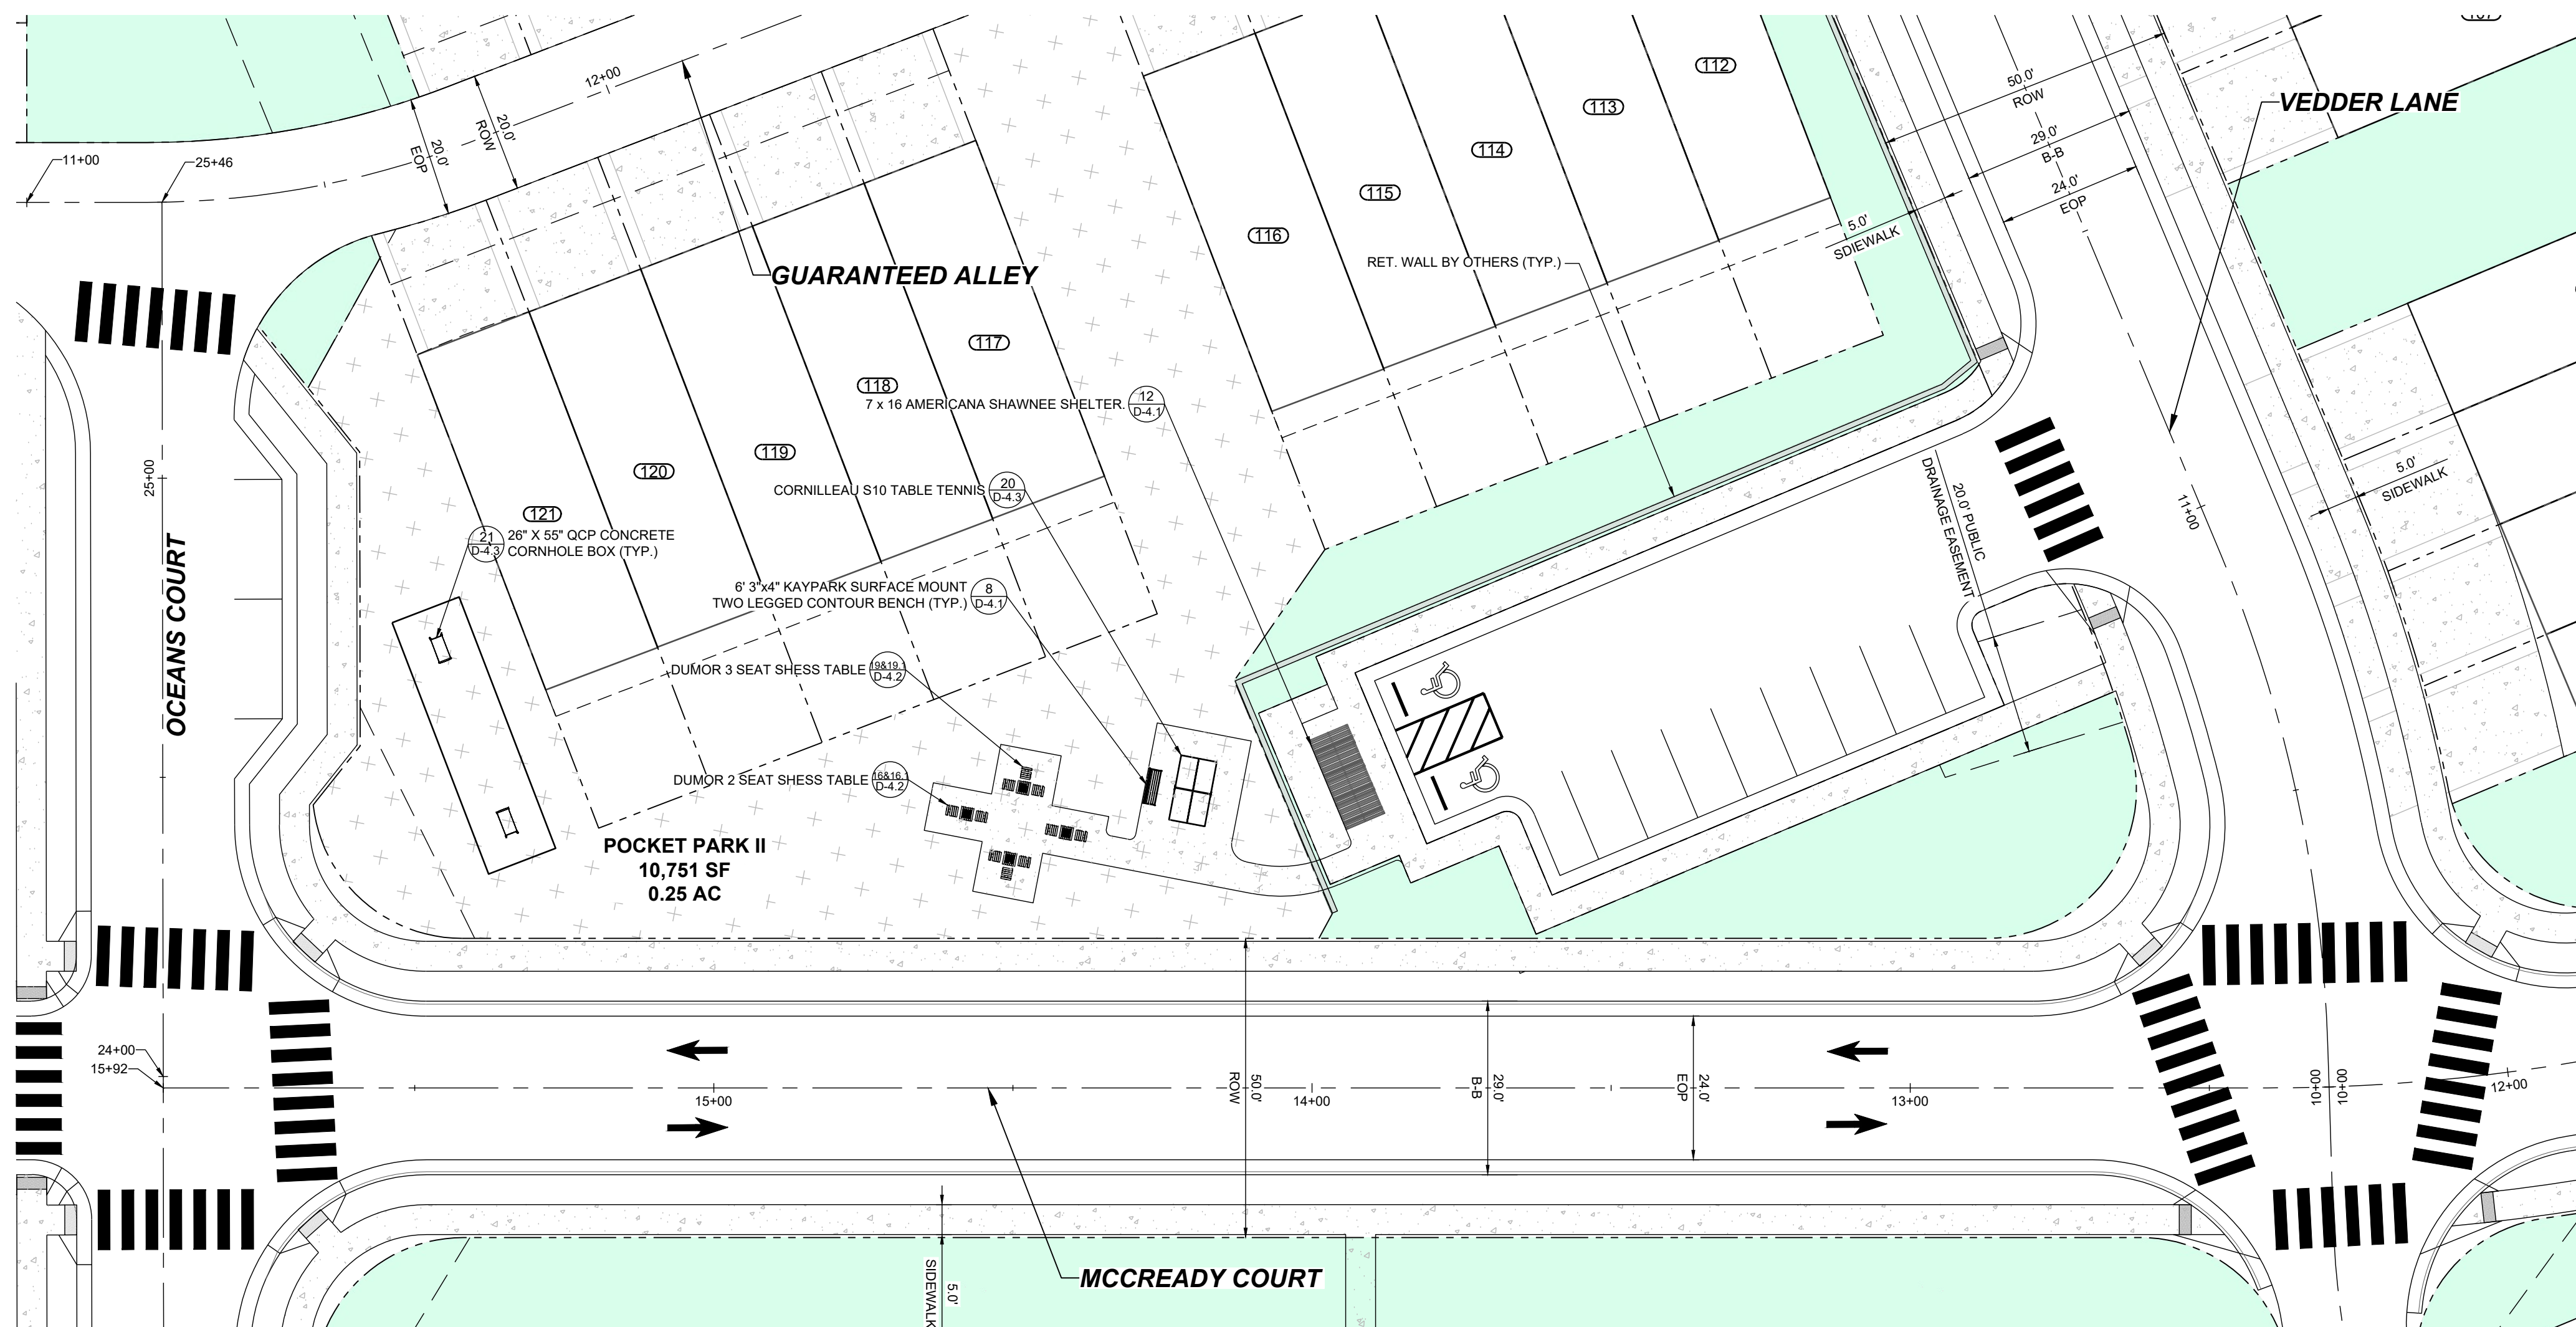 107
12+00
112
50.0'
ROW
VEDDER LANE
20.0'
ROW
20.0'
EOP
113
29.0'
B-B
114
11+00
25+46
24.0'
EOP
115
5.0'
SDIEWALK
116
RET. WALL BY OTHERS (TYP.)
GUARANTEED ALLEY
117
118
7 x 16 AMERICANA SHAWNEE SHELTER.
12
D-4.1
119
120
CORNILLEAU S10 TABLE TENNIS
20
D-4.3
25+00
5.0'
SIDEWALK
11+00
20.0' PUBLIC
DRAINAGE EASEMENT
121
21
D-4.3
26" X 55" QCP CONCRETE
CORNHOLE BOX (TYP.)
OCEANS COURT
6' 3"x4" KAYPARK SURFACE MOUNT
TWO LEGGED CONTOUR BENCH (TYP.)
8
D-4.1
DUMOR 3 SEAT SHESS TABLE
19&19.1
D-4.2
DUMOR 2 SEAT SHESS TABLE
16&16.1
D-4.2
POCKET PARK II
10,751 SF
0.25 AC
24+00
15+92
15+00
50.0'
ROW
14+00
29.0'
B-B
24.0'
EOP
13+00
10+00
10+00
12+00
MCCREADY COURT
5.0'
SIDEWALK